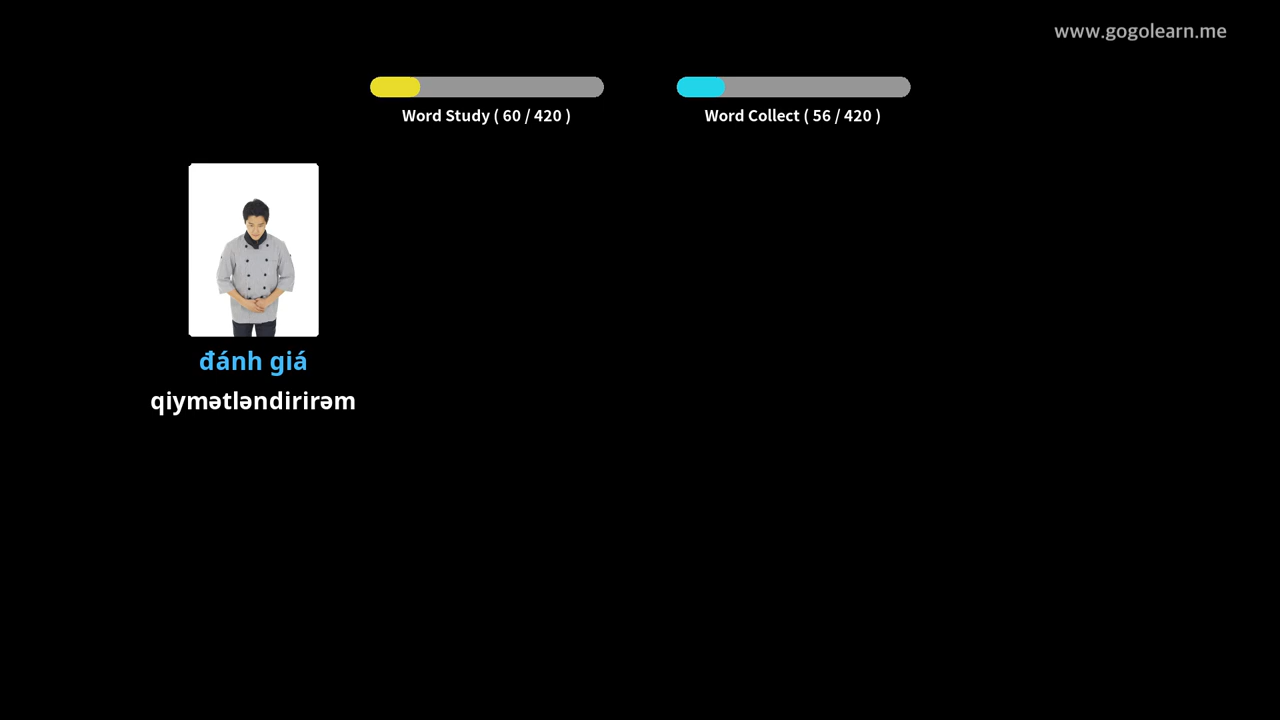 www.gogolearn.me
Word Study ( 60 / 420 )
Word Collect ( 56 / 420 )
đánh giá
qiymətləndirirəm